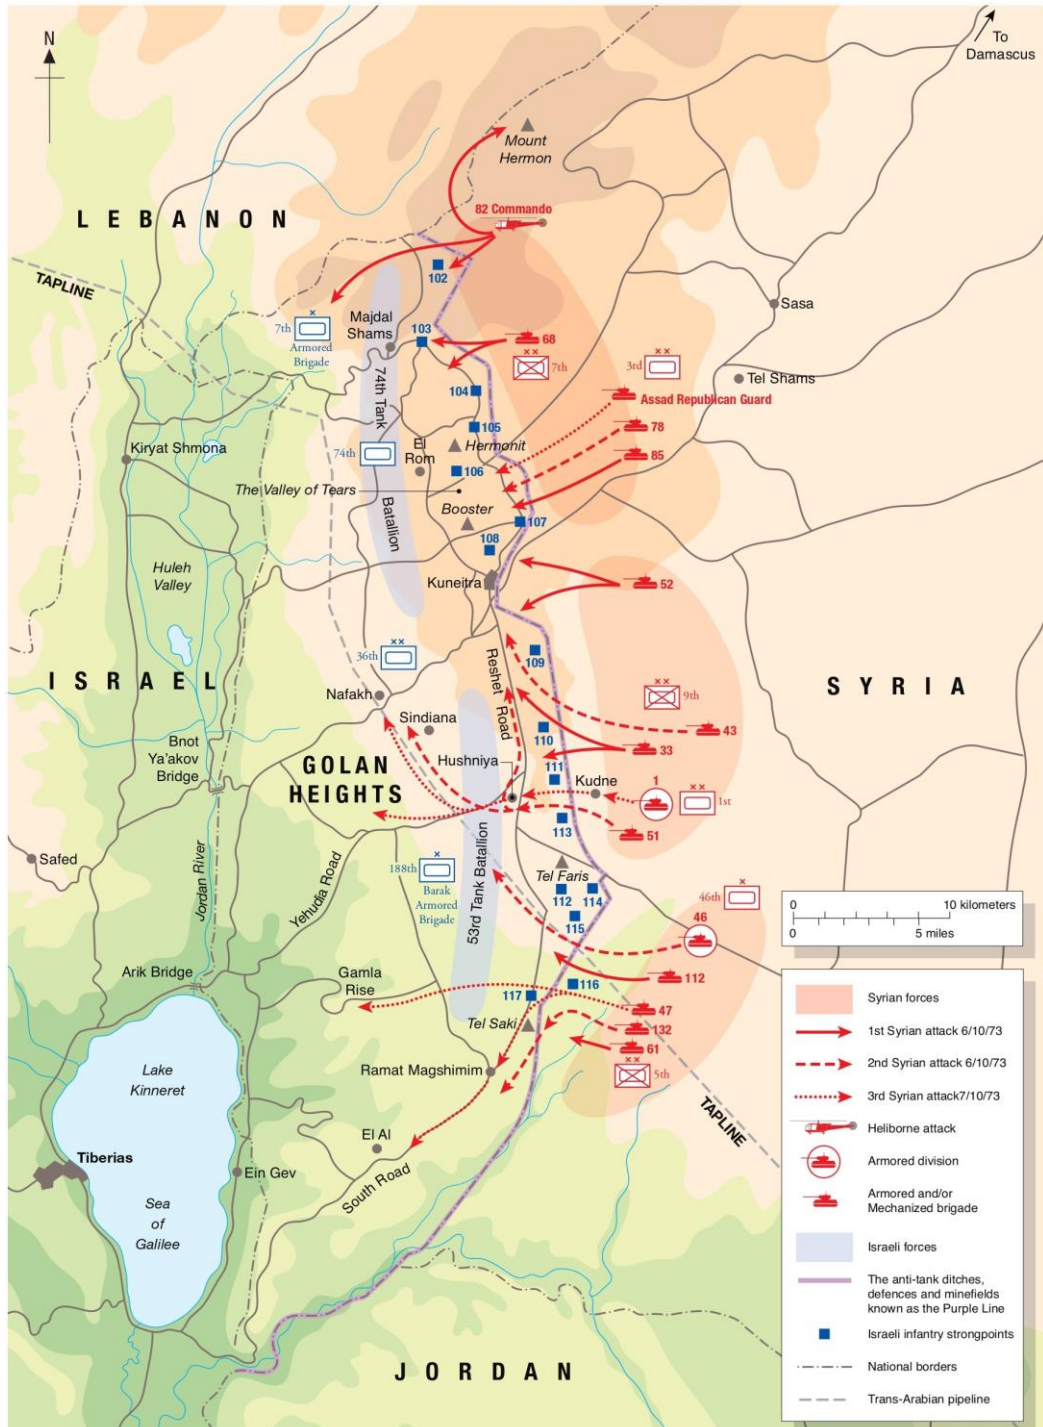 N
To
Damascus
Mount
Hermon
LEBANON
82 Commando
TAPLINE
102
Sasa
7th
Armored
Brigade
Majdal
Shams
103
68
7th
3rd
Tel Shams
74th Tank
Batallion
104
Assad Republican Guard
105
78
Kiryat Shmona
74th
El
Rom
Hermonit
85
106
The Valley of Tears
Booster
107
108
Huleh
Valley
Kuneitra
52
36th
109
ISRAEL
SYRIA
9th
Nafakh
Reshet Road
Sindiana
110
43
33
Bnot
Ya'akov
Bridge
GOLAN
HEIGHTS
Hushniya
111
Kudne
1
1st
113
51
Safed
Jordan River
Yehudia Road
188th
Barak
Armored
Brigade
53rd Tank Batallion
Tel Faris
112
114
115
46th
46
0
10 kilometers
0
5 miles
Arik Bridge
Gamla
Rise
112
116
117
47
Tel Saki
132
61
5th
Ramat Magshimim
TAPLINE
Lake
Kinneret
El Al
South Road
Tiberias
Ein Gev
Sea
of
Galilee
JORDAN
Syrian forces
1st Syrian attack 6/10/73
2nd Syrian attack 6/10/73
3rd Syrian attack7/10/73
Heliborne attack
Armored division
Armored and/or
Mechanized brigade
Israeli forces
The anti-tank ditches,
defences and minefields
known as the Purple Line
Israeli infantry strongpoints
National borders
Trans-Arabian pipeline